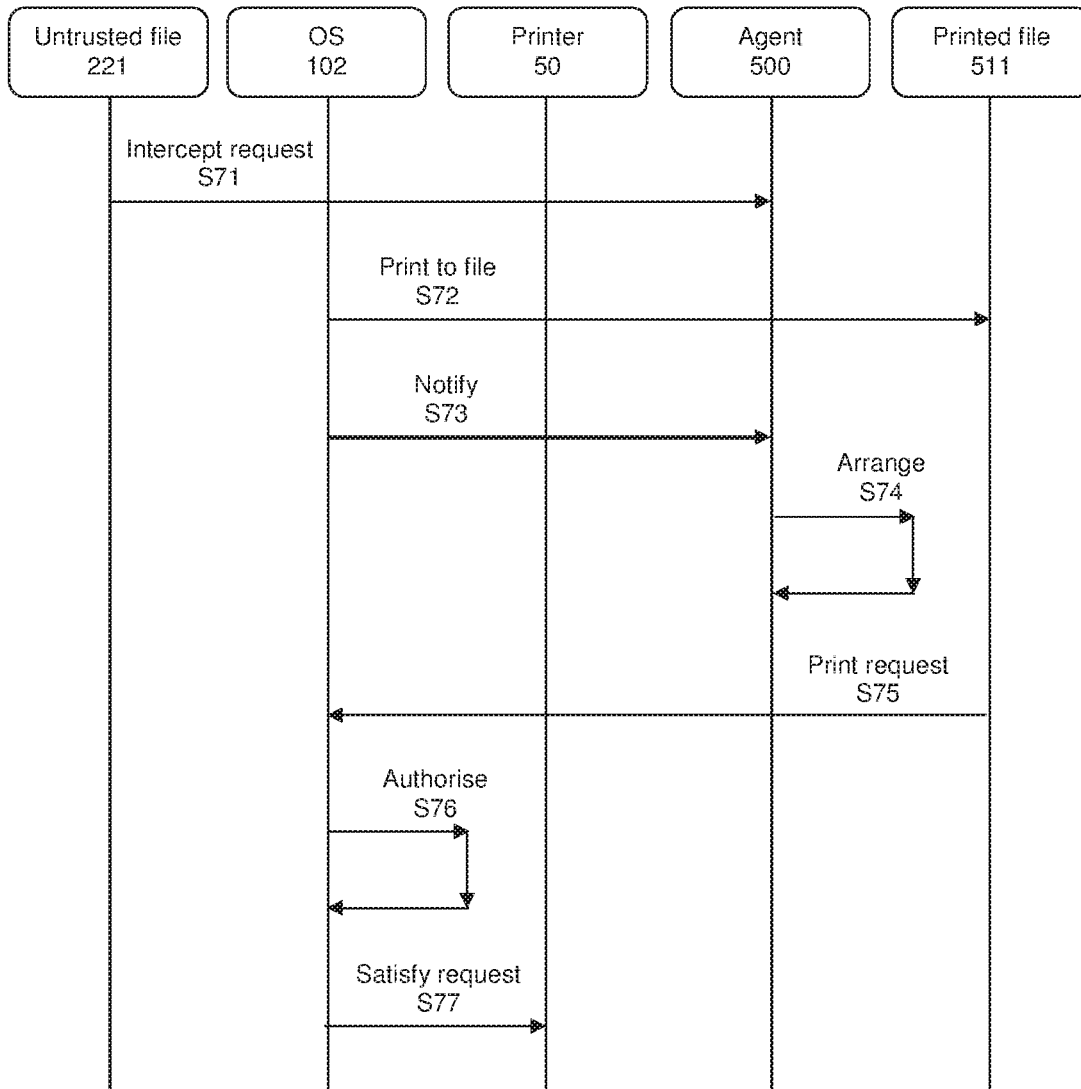 Untrusted file
221
OS
102
Printer
50
Agent
500
Printed file
511
Intercept request
S71
Print to file
S72
Notify
S73
Arrange
S74
Print request
S75
Authorise
S76
Satisfy request
S77